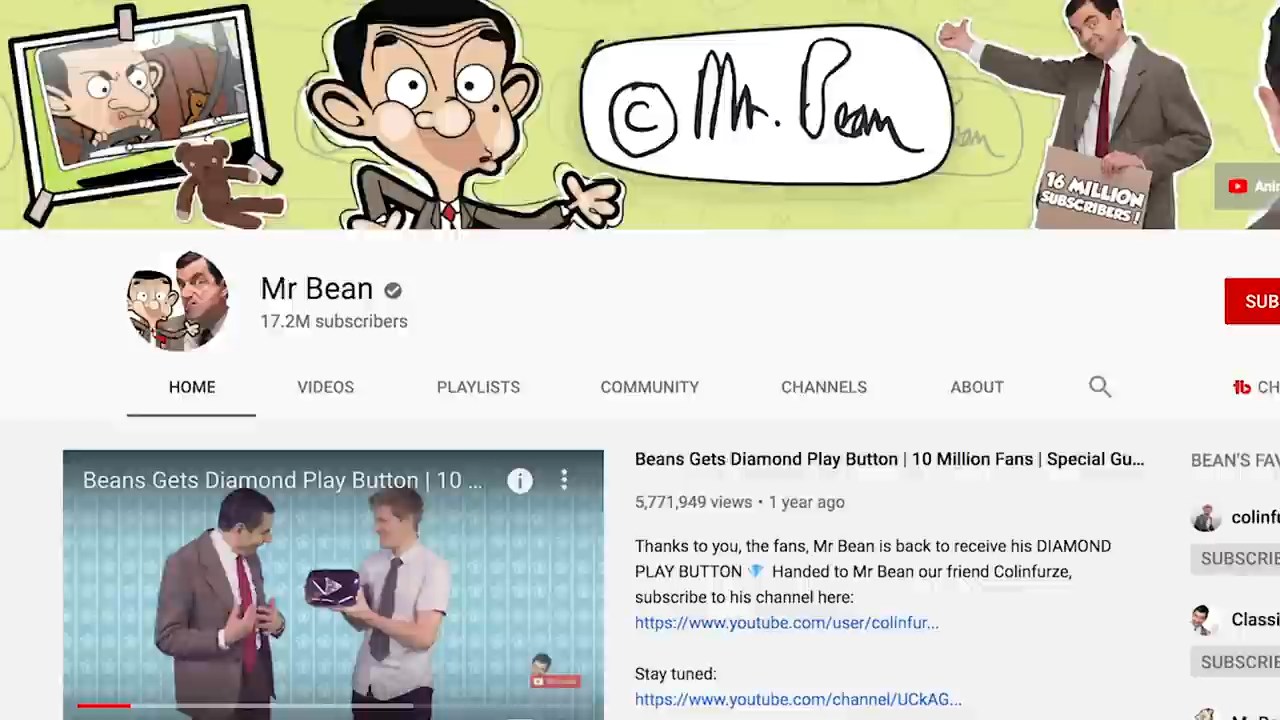 © Mr. Bean
16 MILLION
SUBSCRIBERS!
Mr Bean
17.2M subscribers
HOME VIDEOS PLAYLISTS COMMUNITY CHANNELS ABOUT
Beans Gets Diamond Play Button | 10 ...
Beans Gets Diamond Play Button | 10 Million Fans | Special Gu...
5,771,949 views • 1 year ago
Thanks to you, the fans, Mr Bean is back to receive his DIAMOND
PLAY BUTTON 💎 Handed to Mr Bean our friend Colinfurze,
subscribe to his channel here:
https://www.youtube.com/user/colinfur...
Stay tuned:
https://www.youtube.com/channel/UCkAG...
SUB
CH
BEAN'S FAV
colinfu
SUBSCRIBE
Classi
SUBSCRIBE